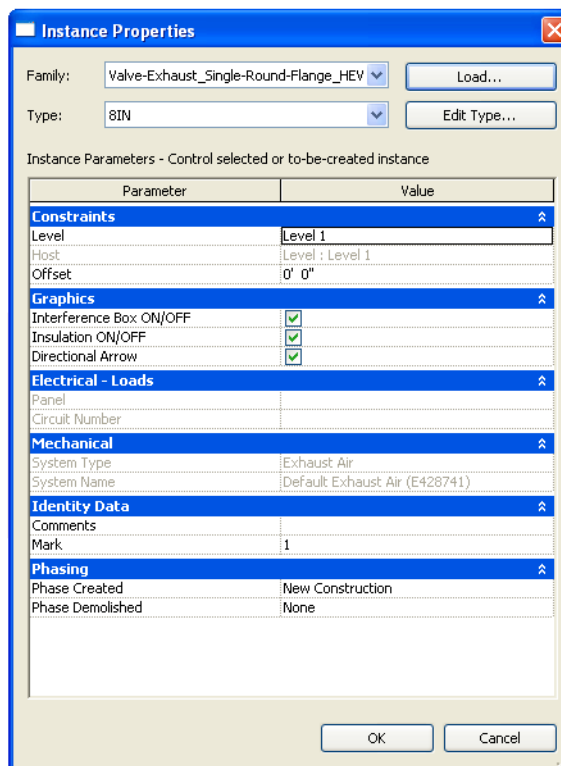 Instance Properties
Family: Valve-Exhaust_Single-Round-Flange_HEV Load...
Type: 8IN Edit Type...
Instance Parameters - Control selected or to-be-created instance
Parameter Value
Constraints
Level Level 1
Host Level : Level 1
Offset 0' 0"
Graphics
Interference Box ON/OFF
Insulation ON/OFF
Directional Arrow
Electrical - Loads
Panel
Circuit Number
Mechanical
System Type Exhaust Air
System Name Default Exhaust Air (E428741)
Identity Data
Comments
Mark 1
Phasing
Phase Created New Construction
Phase Demolished None
OK Cancel